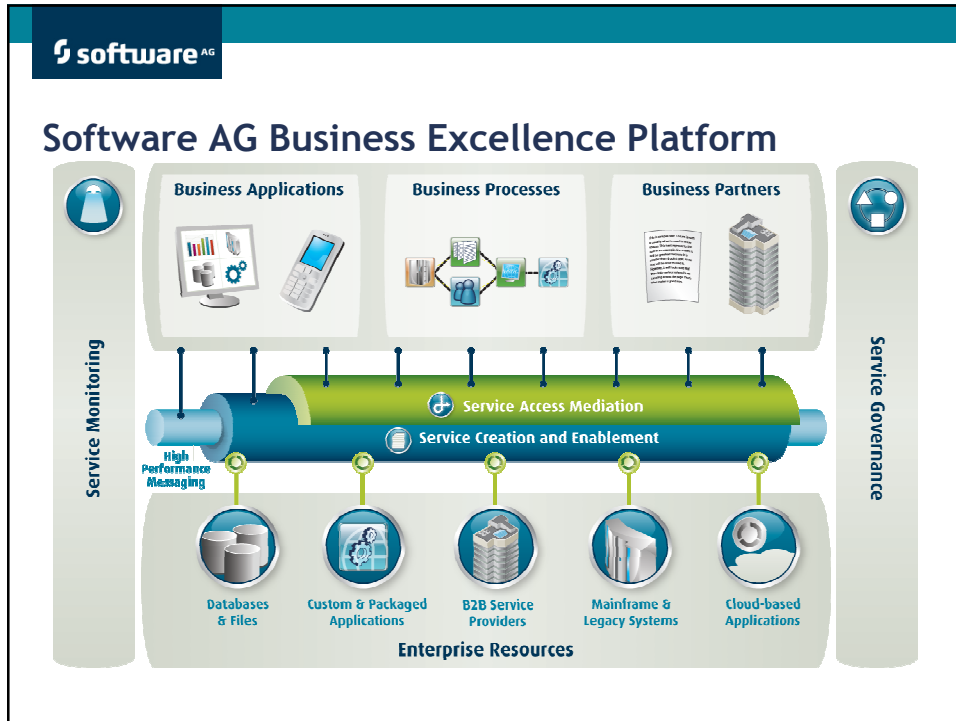 software AG
Software AG Business Excellence Platform
Business Applications
Business Processes
Business Partners
Service Monitoring
Service Governance
Service Access Mediation
Service Creation and Enablement
High
Performance
Messaging
Databases
& Files
Custom & Packaged
Applications
B2B Service
Providers
Mainframe &
Legacy Systems
Cloud-based
Applications
Enterprise Resources